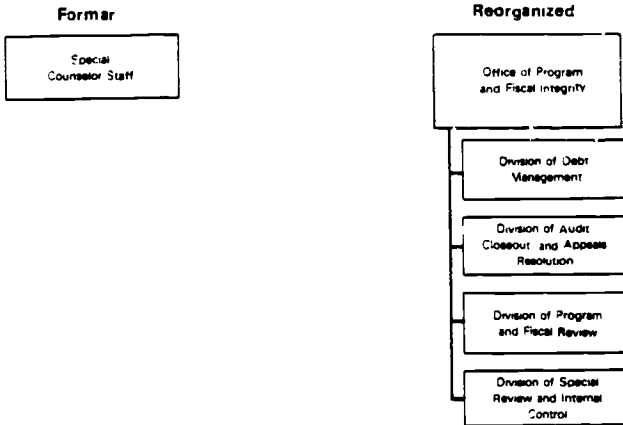 Formar
Special
Counselor Staff
Reorganized
Office of Program
and Fiscal Integrity
Division of Debt
Management
Division of Audit
Closeout and Appeals
Resolution
Division of Program
and Fiscal Review
Division of Special
Review and Internal
Control